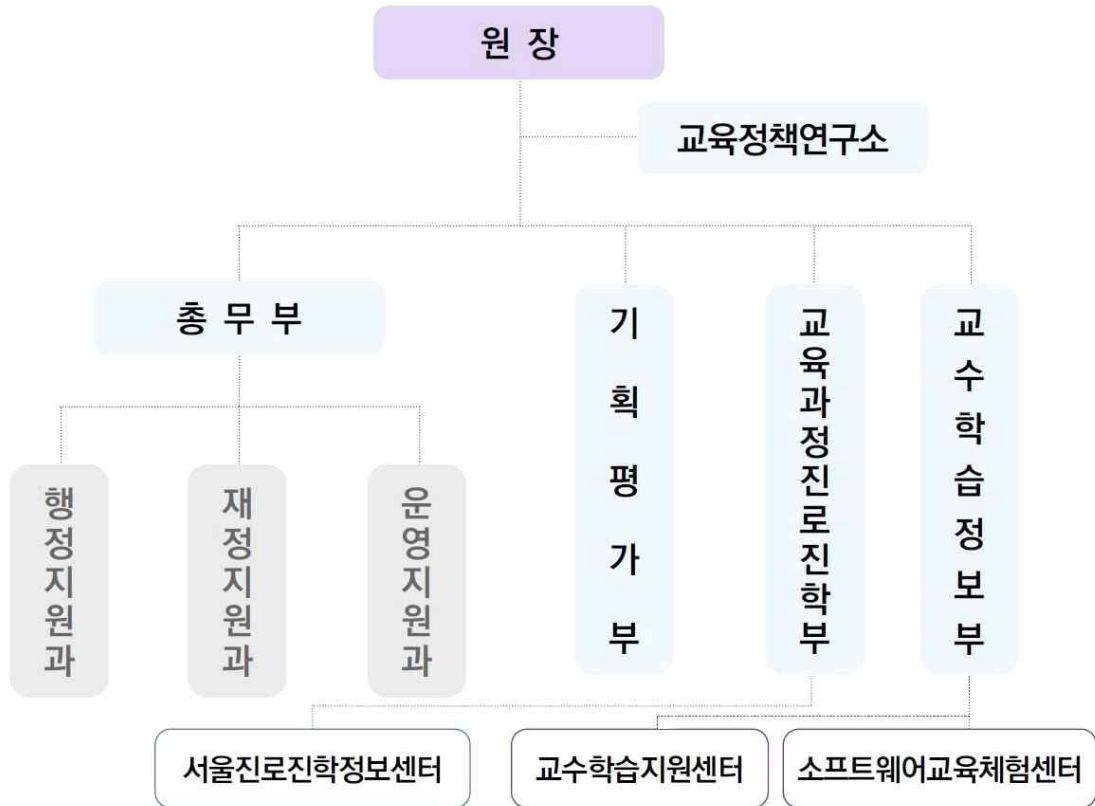 원 장
교육정책연구소
총 무 부
기획평가부
교육과정진로진학부
교수학습정보부
행정지원과
재정지원과
운영지원과
서울진로진학정보센터
교수학습지원센터
소프트웨어교육체험센터